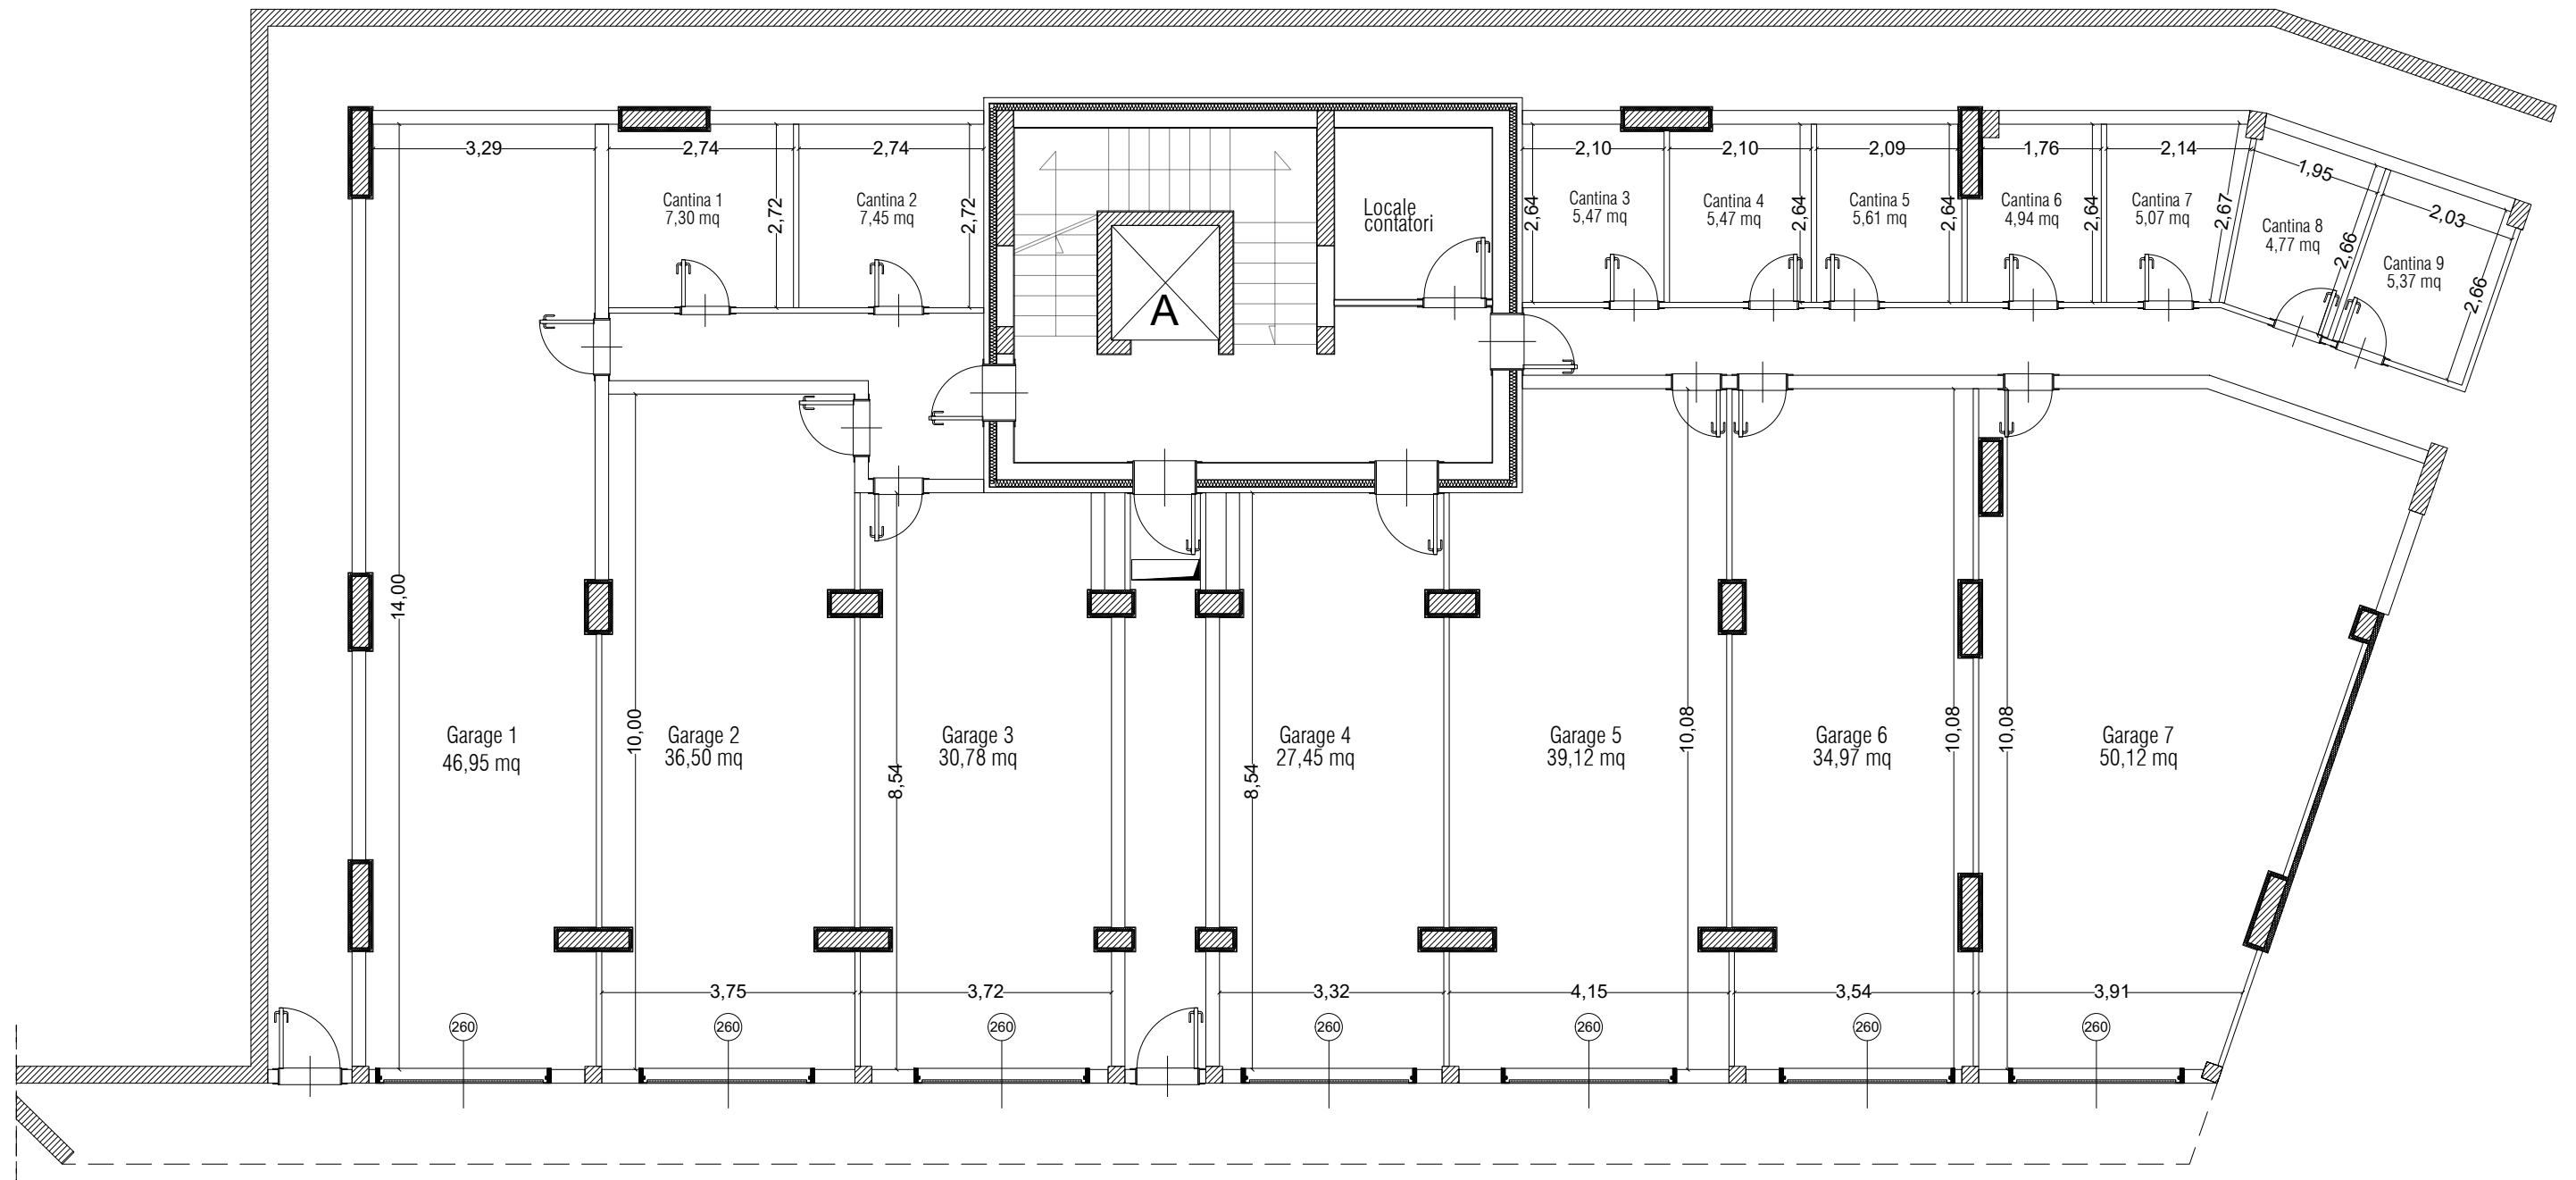 3,29
2,74
2,74
2,10
2,10
2,09
1,76
2,14
1,95
2,03
Cantina 1
7,30 mq
2,72
Cantina 2
7,45 mq
2,72
Locale
contatori
2,64
Cantina 3
5,47 mq
Cantina 4
5,47 mq
2,64
Cantina 5
5,61 mq
2,64
Cantina 6
4,94 mq
2,64
Cantina 7
5,07 mq
2,67
Cantina 8
4,77 mq
2,66
Cantina 9
5,37 mq
2,66
A
14,00
Garage 1
46,95 mq
10,00
Garage 2
36,50 mq
8,54
Garage 3
30,78 mq
8,54
Garage 4
27,45 mq
Garage 5
39,12 mq
10,08
Garage 6
34,97 mq
10,08
10,08
Garage 7
50,12 mq
3,75
3,72
3,32
4,15
3,54
3,91
260
260
260
260
260
260
260